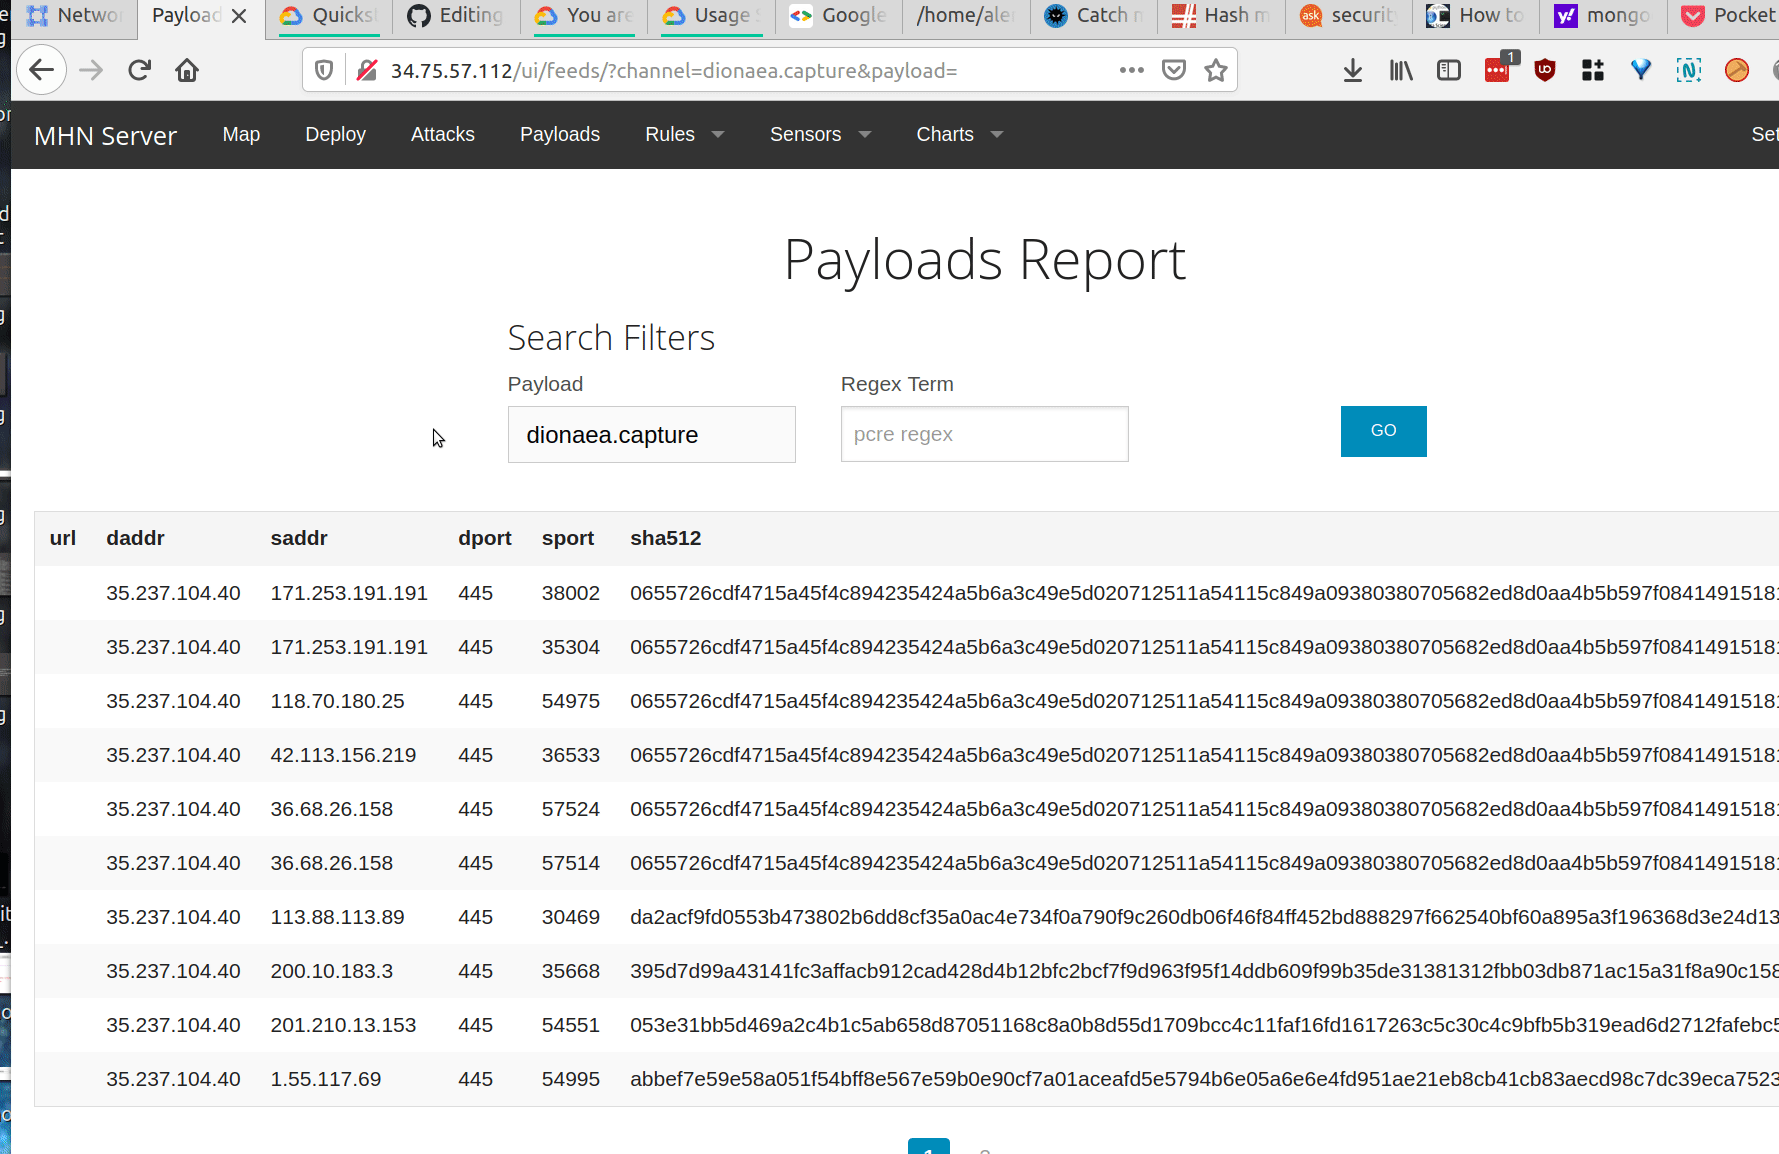 Networ Payload Quickst Editing You are Usage Google /home/ale Catch m Hash m ask securit How to mongo Pocket
34.75.57.112/ui/feeds/?channel=dionaea.capture&payload= 1
MHN Server Map Deploy Attacks Payloads Rules Sensors Charts Set
Payloads Report
Search Filters
Payload Regex Term
dionaea.capture pcre regex GO
url daddr saddr dport sport sha512
35.237.104.40 171.253.191.191 445 38002 0655726cdf4715a45f4c894235424a5b6a3c49e5d020712511a54115c849a09380380705682ed8d0aa4b5b597f0841491518
35.237.104.40 171.253.191.191 445 35304 0655726cdf4715a45f4c894235424a5b6a3c49e5d020712511a54115c849a09380380705682ed8d0aa4b5b597f0841491518
35.237.104.40 118.70.180.25 445 54975 0655726cdf4715a45f4c894235424a5b6a3c49e5d020712511a54115c849a09380380705682ed8d0aa4b5b597f0841491518
35.237.104.40 42.113.156.219 445 36533 0655726cdf4715a45f4c894235424a5b6a3c49e5d020712511a54115c849a09380380705682ed8d0aa4b5b597f0841491518
35.237.104.40 36.68.26.158 445 57524 0655726cdf4715a45f4c894235424a5b6a3c49e5d020712511a54115c849a09380380705682ed8d0aa4b5b597f0841491518
35.237.104.40 36.68.26.158 445 57514 0655726cdf4715a45f4c894235424a5b6a3c49e5d020712511a54115c849a09380380705682ed8d0aa4b5b597f0841491518
35.237.104.40 113.88.113.89 445 30469 da2acf9fd0553b473802b6dd8cf35a0ac4e734f0a790f9c260db06f46f84ff452bd888297f662540bf60a895a3f196368d3e24d13
35.237.104.40 200.10.183.3 445 35668 395d7d99a43141fc3affacb912cad428d4b12bfc2bcf7f9d963f95f14ddb609f99b35de31381312fbb03db871ac15a31f8a90c158
35.237.104.40 201.210.13.153 445 54551 053e31bb5d469a2c4b1c5ab658d87051168c8a0b8d55d1709bcc4c11faf16fd1617263c5c30c4c9bfb5b319ead6d2712fafebc5
35.237.104.40 1.55.117.69 445 54995 abbef7e59e58a051f54bff8e567e59b0e90cf7a01aceafd5e5794b6e05a6e6e4fd951ae21eb8cb41cb83aecd98c7dc39eca7523
1 2